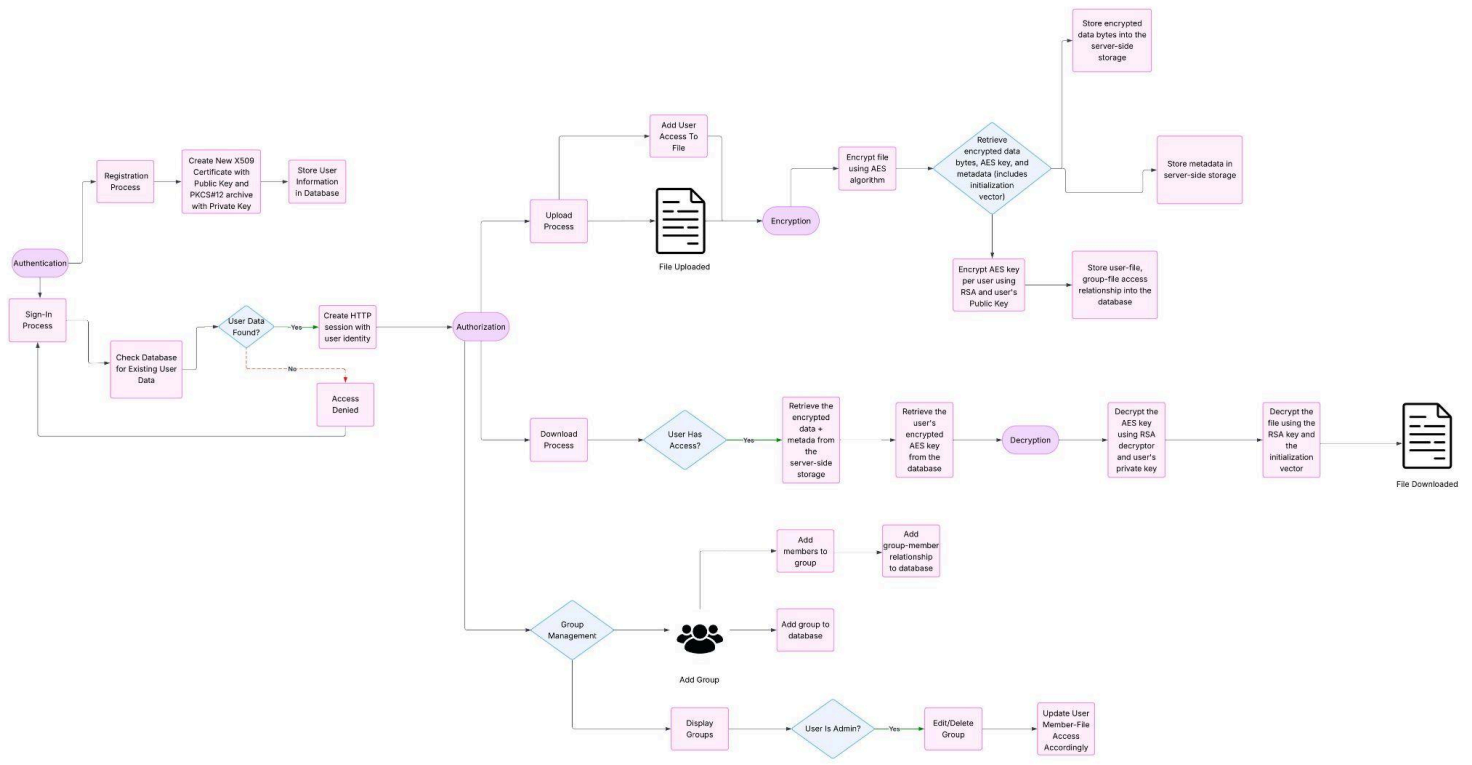 Authentication
Registration
Process
Create New X509
Certificate with
Public Key and
PKCS#12 archive
with Private Key
Store User
Information
in Database
Sign-In
Process
Check Database
for Existing User
Data
User Data
Found?
Yes
No
Create HTTP
session with
user identity
Access
Denied
Authorization
Upload
Process
Add User
Access To
File
File Uploaded
Encryption
Encrypt file
using AES
algorithm
Retrieve
encrypted data
bytes, AES key, and
metadata (includes
initialization
vector)
Store encrypted
data bytes into the
server-side
storage
Store metadata in
server-side storage
Encrypt AES key
per user using
RSA and user's
Public Key
Store user-file,
group-file access
relationship into the
database
Download
Process
User Has
Access?
Yes
Retrieve the
encrypted
data +
metada from
the
server-side
storage
Retrieve the
user's
encrypted
AES key
from the
database
Decryption
Decrypt the
AES key
using RSA
decryptor
and user's
private key
Decrypt the
file using the
RSA key and
the
initialization
vector
File Downloaded
Group
Management
Add Group
Add
members to
group
Add
group-member
relationship
to database
Add group to
database
Display
Groups
User Is Admin?
Yes
Edit/Delete
Group
Update User
Member-File
Access
Accordingly